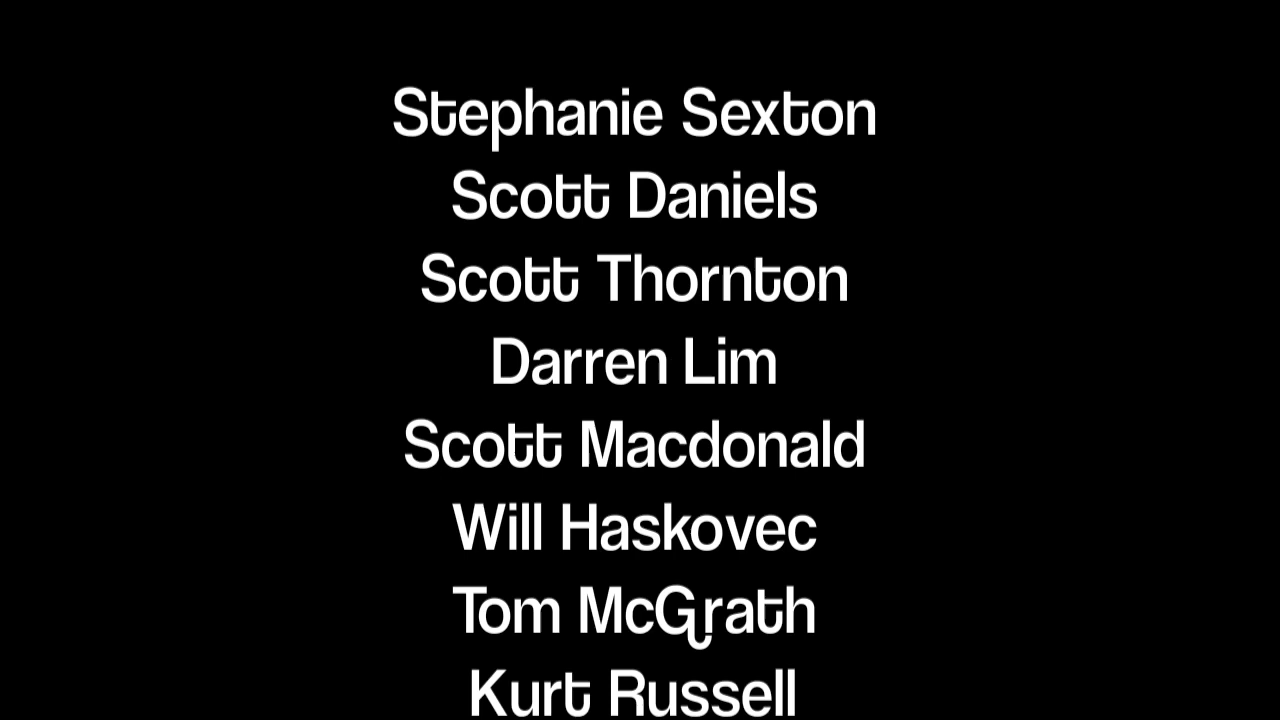 Stephanie Sexton
Scott Daniels
Scott Thornton
Darren Lim
Scott Macdonald
Will Haskovec
Tom McGrath
Kurt Russell